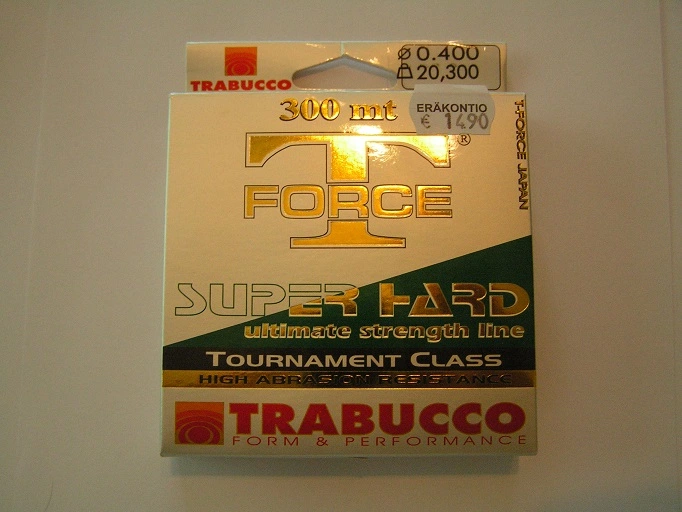 TRABUCCO
Ø 0.400
20,300
300 mt
ERÄKONTIO
€ 14.90
T-FORCE JAPAN
T
®
FORCE
SUPER HARD
ultimate strength line
TOURNAMENT CLASS
HIGH ABRASION RESISTANCE
TRABUCCO
FORM & PERFORMANCE